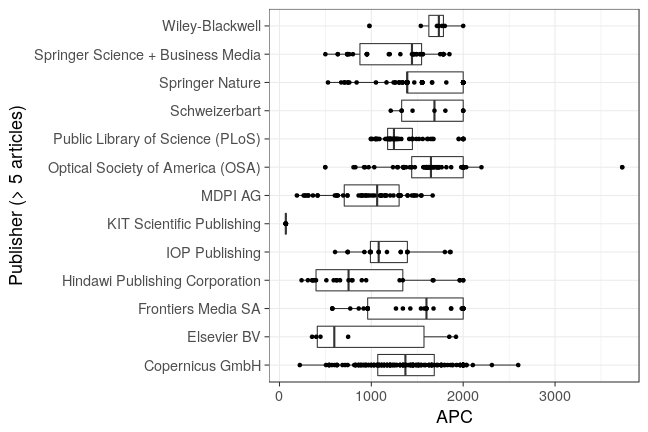 Publisher (> 5 articles)
Wiley-Blackwell
Springer Science + Business Media
Springer Nature
Schweizerbart
Public Library of Science (PLoS)
Optical Society of America (OSA)
MDPI AG
KIT Scientific Publishing
IOP Publishing
Hindawi Publishing Corporation
Frontiers Media SA
Elsevier BV
Copernicus GmbH
0 1000 2000 3000
APC